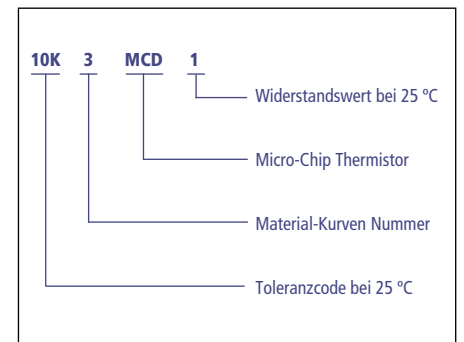 10K 3 MCD 1
Widerstandswert bei 25 ºC
Micro-Chip Thermistor
Material-Kurven Nummer
Toleranzcode bei 25 ºC